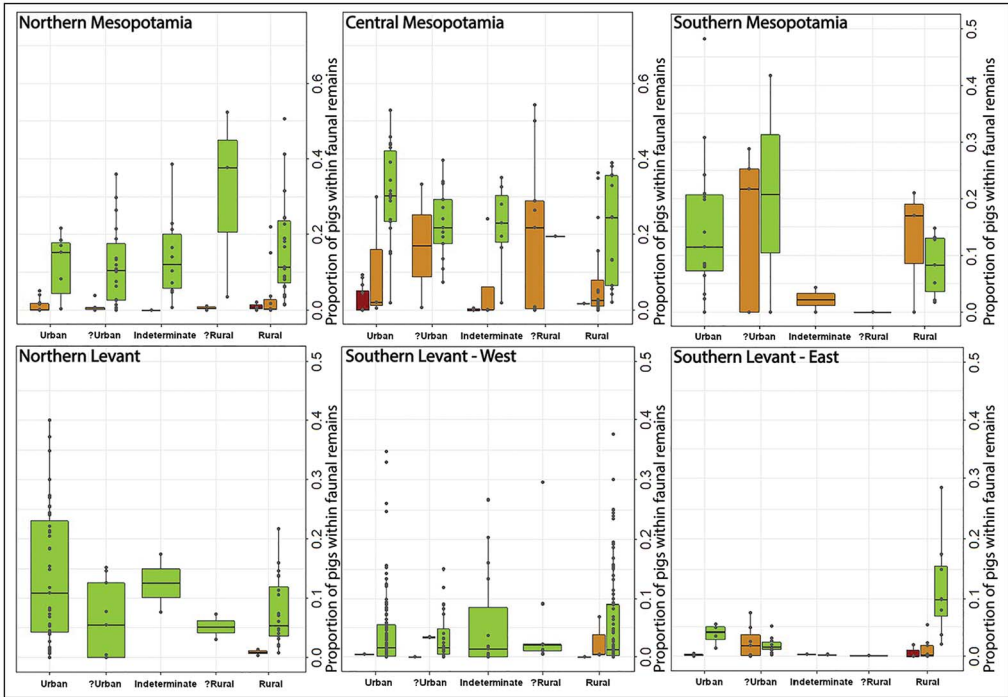 Northern Mesopotamia
0.6
0.4
0.2
0.0
Proportion of pigs within faunal remains
Urban ?Urban Indeterminate ?Rural Rural
Central Mesopotamia
0.6
0.4
0.2
0.0
Proportion of pigs within faunal remains
Urban ?Urban Indeterminate ?Rural Rural
Southern Mesopotamia
0.5
0.4
0.3
0.2
0.1
0.0
Proportion of pigs within faunal remains
Urban ?Urban Indeterminate ?Rural Rural
Northern Levant
0.5
0.4
0.3
0.2
0.1
0.0
Proportion of pigs within faunal remains
Urban ?Urban Indeterminate ?Rural Rural
Southern Levant - West
0.5
0.4
0.3
0.2
0.1
0.0
Proportion of pigs within faunal remains
Urban ?Urban Indeterminate ?Rural Rural
Southern Levant - East
0.5
0.4
0.3
0.2
0.1
0.0
Proportion of pigs within faunal remains
Urban ?Urban Indeterminate ?Rural Rural